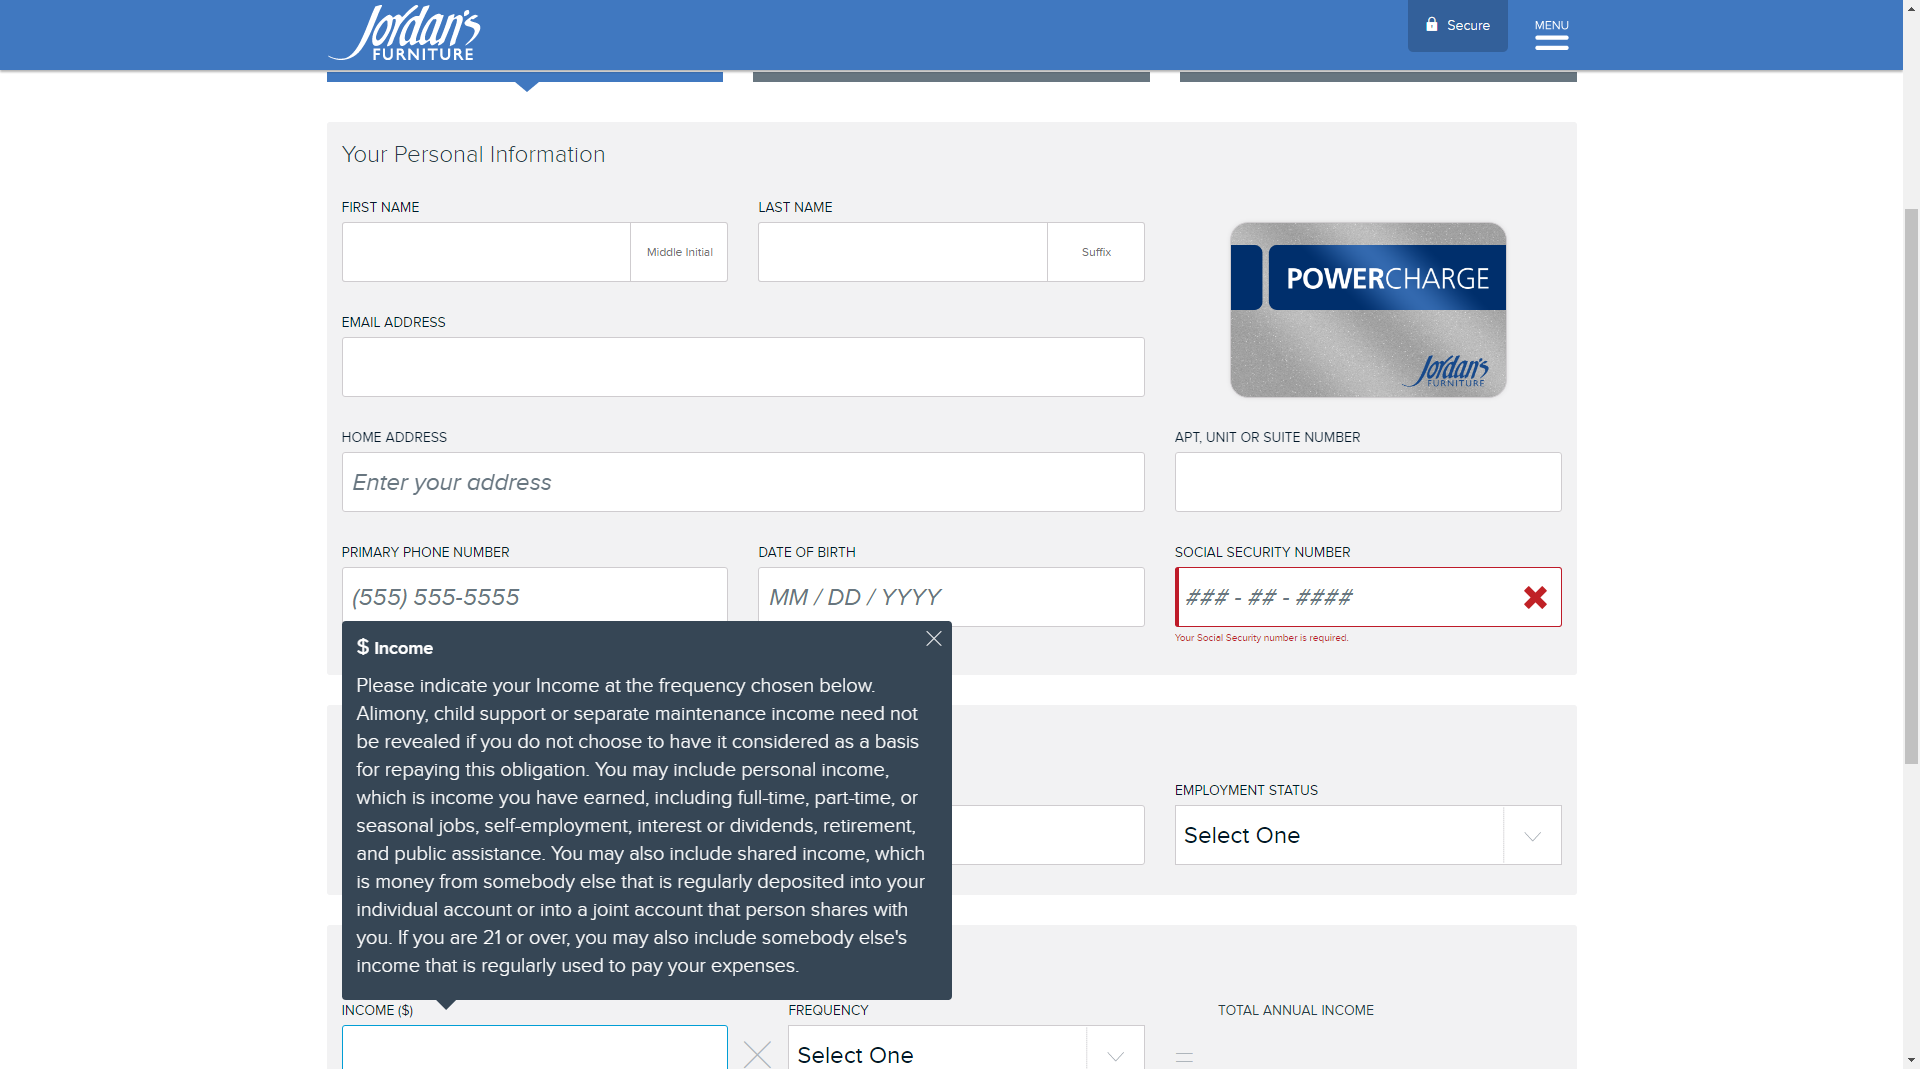 Jordan's
FURNITURE
Secure
MENU
Your Personal Information
FIRST NAME
LAST NAME
Middle Initial
Suffix
POWERCHARGE
Jordan's
FURNITURE
EMAIL ADDRESS
HOME ADDRESS
APT, UNIT OR SUITE NUMBER
Enter your address
PRIMARY PHONE NUMBER
DATE OF BIRTH
SOCIAL SECURITY NUMBER
(555) 555-5555
MM / DD / YYYY
### - ## - ####
Your Social Security number is required.
$ Income
Please indicate your Income at the frequency chosen below.
Alimony, child support or separate maintenance income need not
be revealed if you do not choose to have it considered as a basis
for repaying this obligation. You may include personal income,
which is income you have earned, including full-time, part-time, or
seasonal jobs, self-employment, interest or dividends, retirement,
and public assistance. You may also include shared income, which
is money from somebody else that is regularly deposited into your
individual account or into a joint account that person shares with
you. If you are 21 or over, you may also include somebody else's
income that is regularly used to pay your expenses.
EMPLOYMENT STATUS
Select One
INCOME ($)
FREQUENCY
TOTAL ANNUAL INCOME
Select One
=